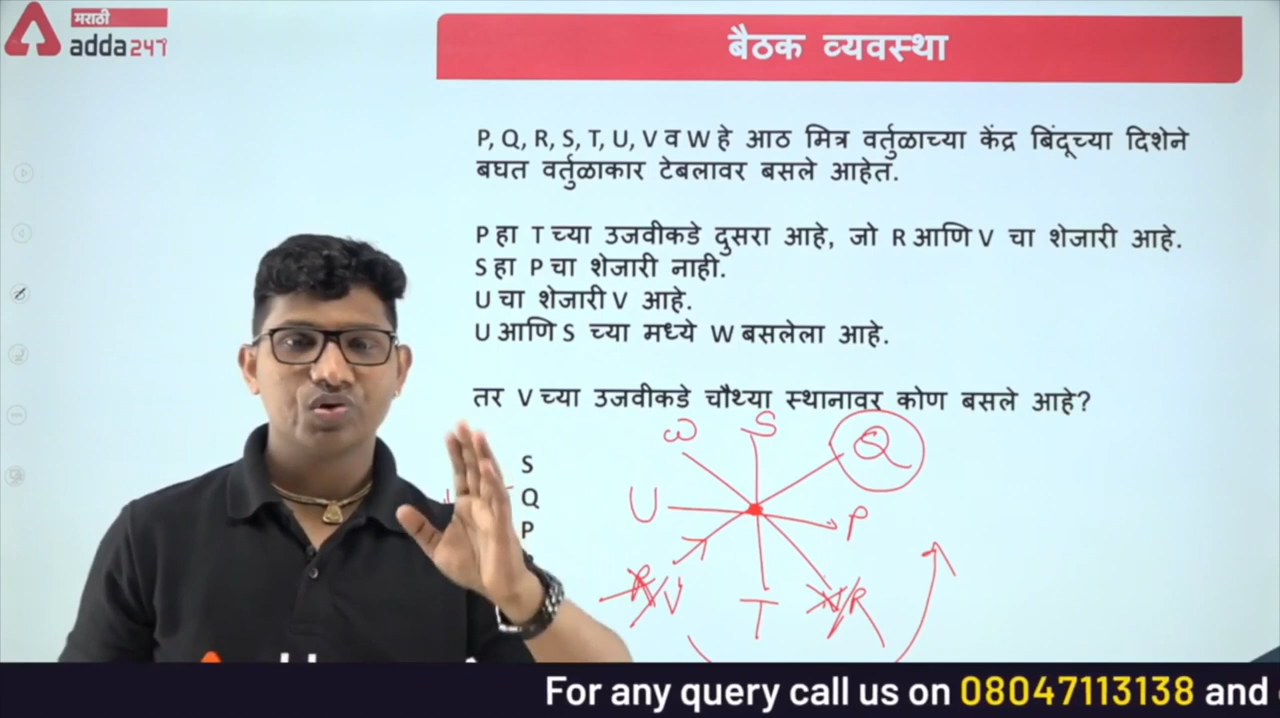 मराठी
adda247
बैठक व्यवस्था
P, Q, R, S, T, U, V व W हे आठ मित्र वर्तुळाच्या केंद्र बिंदूच्या दिशेने
बघत वर्तुळाकार टेबलावर बसले आहेत.
P हा T च्या उजवीकडे दुसरा आहे, जो R आणि V चा शेजारी आहे.
S हा P चा शेजारी नाही.
U चा शेजारी V आहे.
U आणि S च्या मध्ये W बसलेला आहे.
तर V च्या उजवीकडे चौथ्या स्थानावर कोण बसले आहे?
S
Q
P
W S Q
U P
R/V T V/R
For any query call us on 08047113138 and